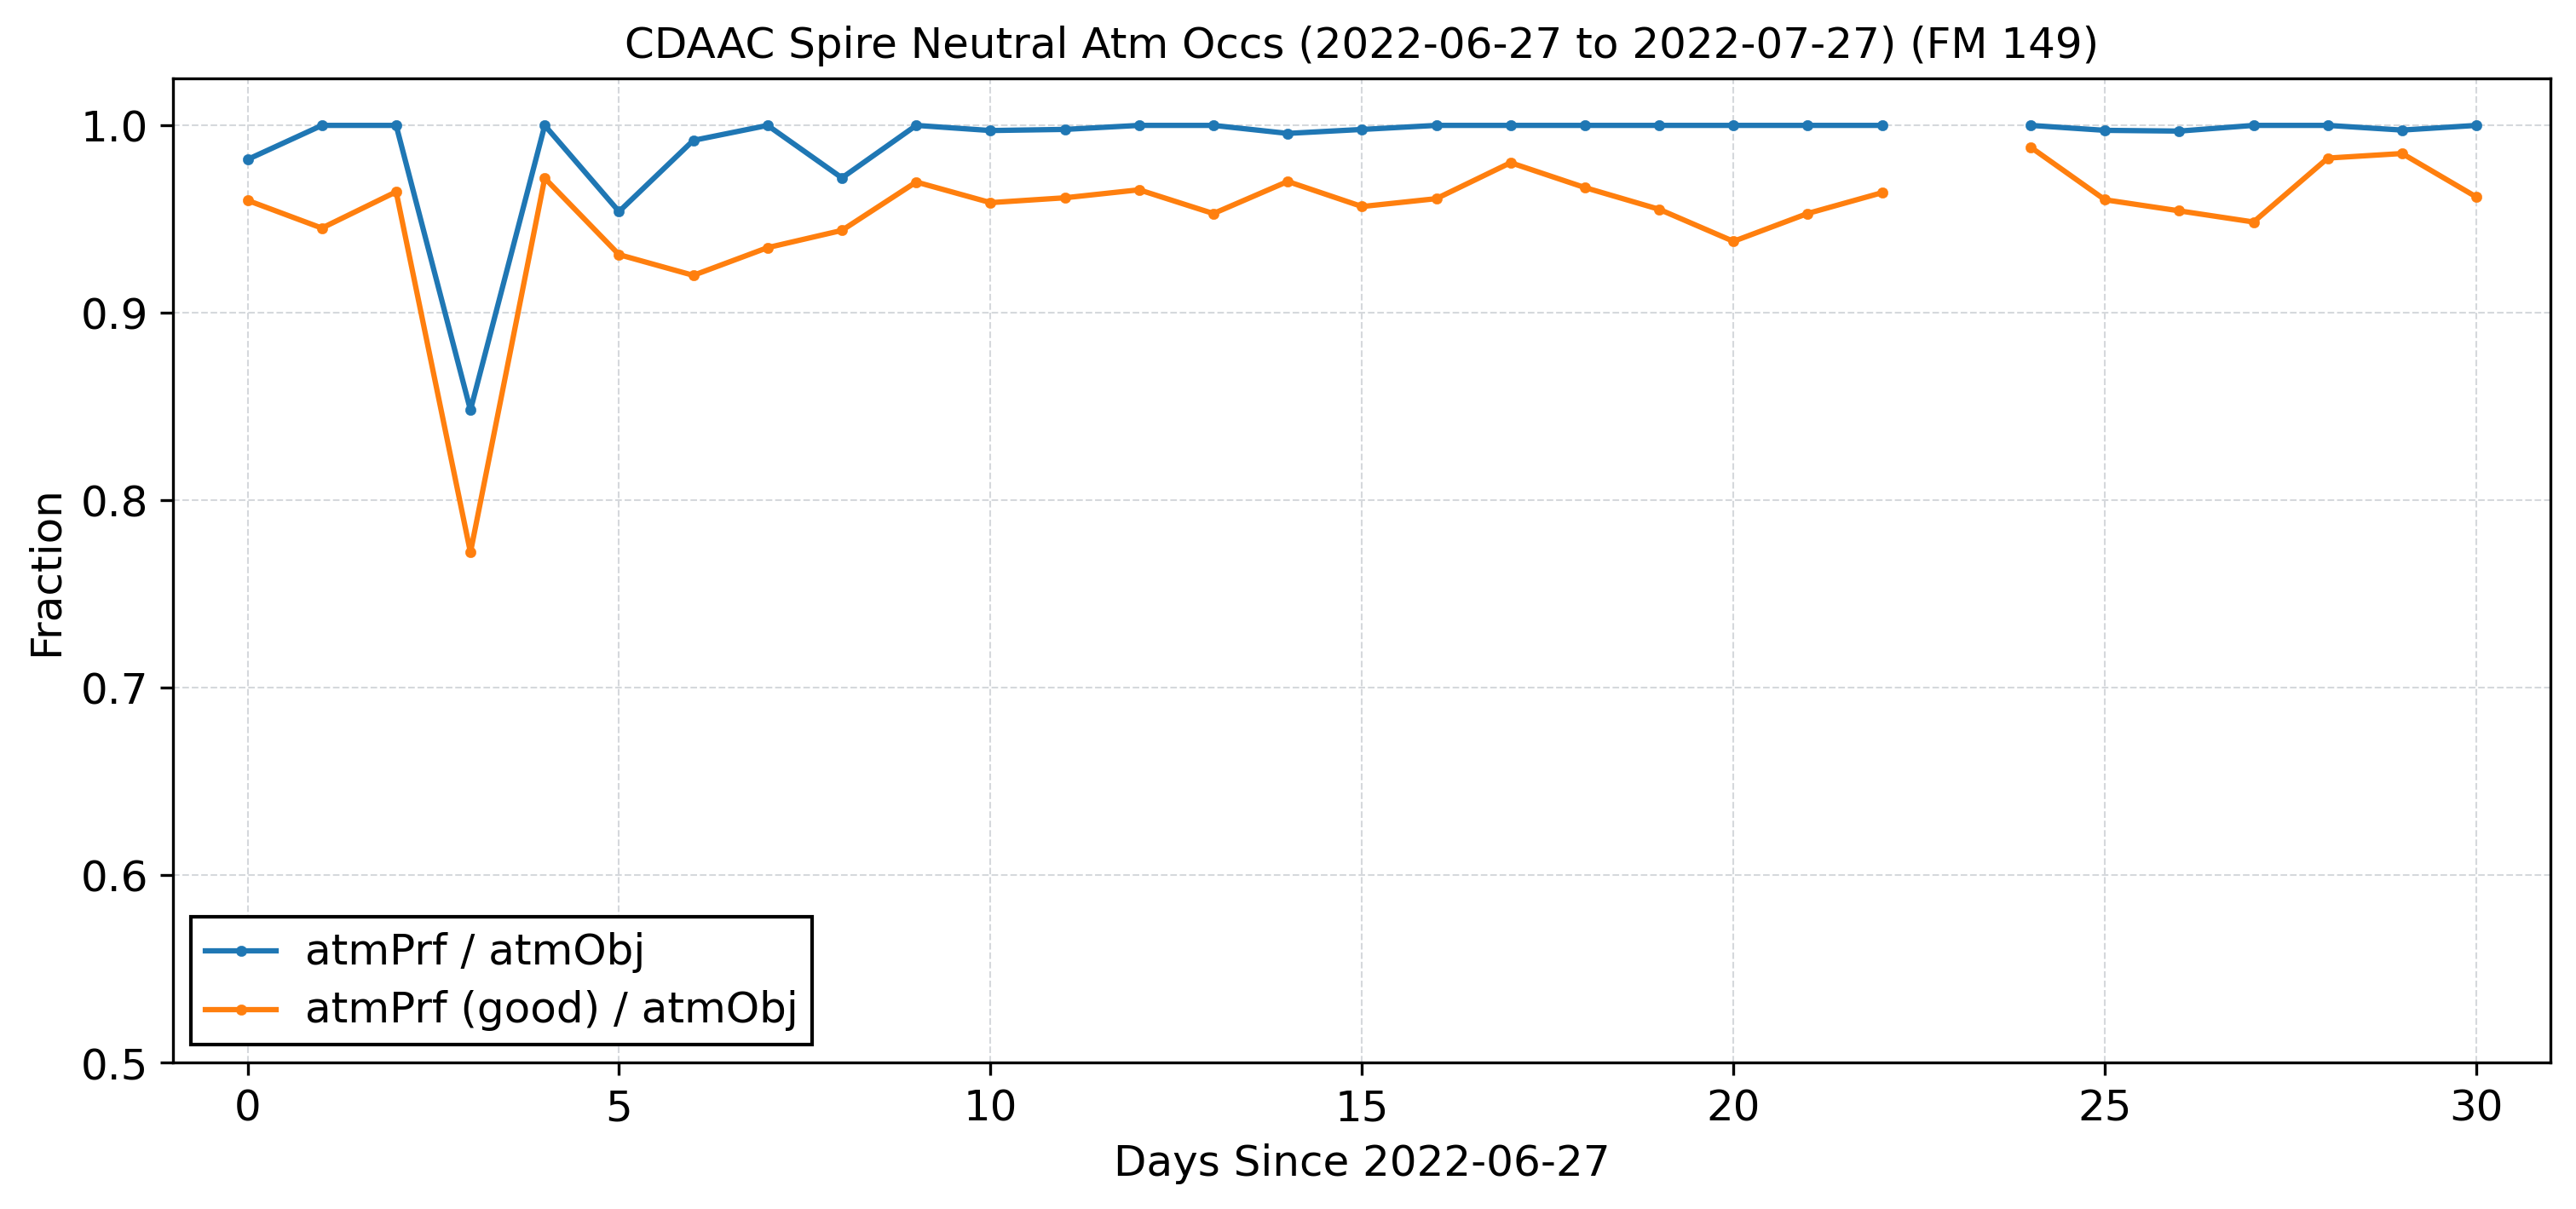 CDAAC Spire Neutral Atm Occs (2022-06-27 to 2022-07-27) (FM 149)
1.0
0.9
0.8
0.7
0.6
0.5
Fraction
atmPrf / atmObj
atmPrf (good) / atmObj
0 5 10 15 20 25 30
Days Since 2022-06-27